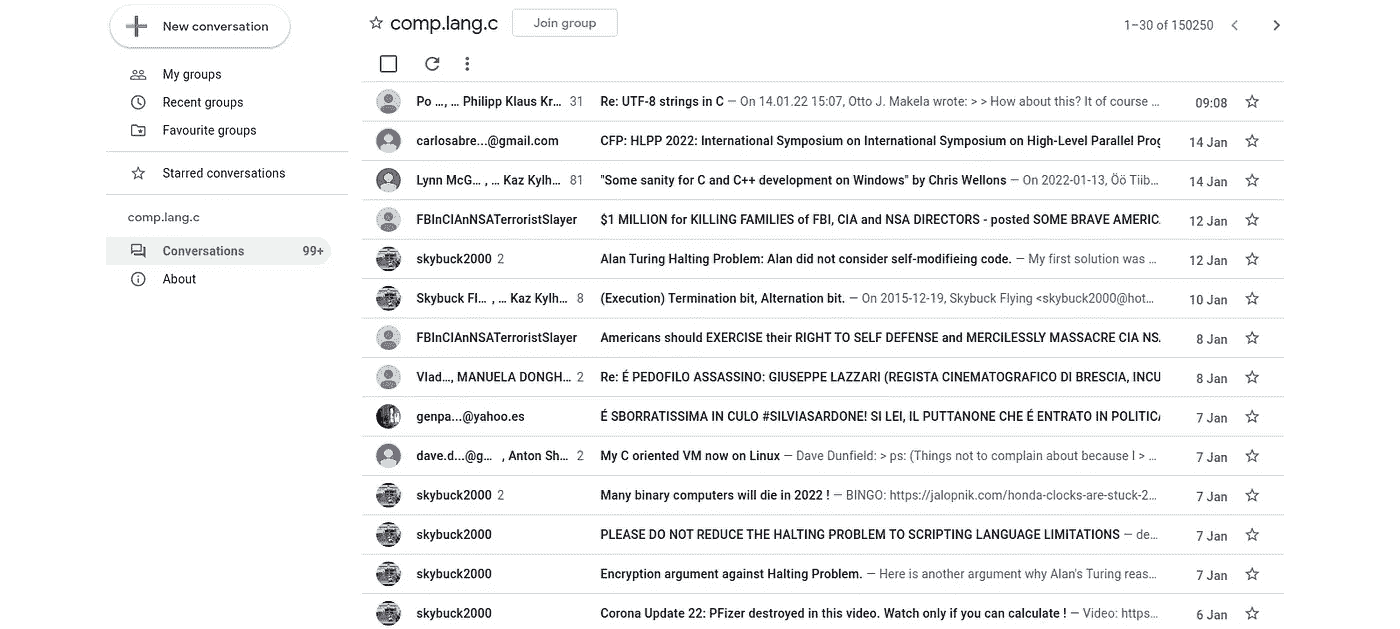 New conversation
My groups
Recent groups
Favourite groups
Starred conversations
comp.lang.c
Conversations 99+
About
comp.lang.c Join group 1–30 of 150250
Po ..., ... Philipp Klaus Kr... 31 Re: UTF-8 strings in C — On 14.01.22 15:07, Otto J. Makela wrote: > > How about this? It of course ... 09:08
carlosabre...@gmail.com CFP: HLPP 2022: International Symposium on International Symposium on High-Level Parallel Prog 14 Jan
Lynn McG... , ... Kaz Kylh... 81 "Some sanity for C and C++ development on Windows" by Chris Wellons — On 2022-01-13, Öö Tiib... 14 Jan
FBInCIAnNSATerroristSlayer $1 MILLION for KILLING FAMILIES of FBI, CIA and NSA DIRECTORS - posted SOME BRAVE AMERIC 12 Jan
skybuck2000 2 Alan Turing Halting Problem: Alan did not consider self-modifieing code. — My first solution was ... 12 Jan
Skybuck Fl... , ... Kaz Kylh... 8 (Execution) Termination bit, Alternation bit. — On 2015-12-19, Skybuck Flying <skybuck2000@hot... 10 Jan
FBInCIAnNSATerroristSlayer Americans should EXERCISE their RIGHT TO SELF DEFENSE and MERCILESSLY MASSACRE CIA NS 8 Jan
Vlad..., MANUELA DONGH... 2 Re: É PEDOFILO ASSASSINO: GIUSEPPE LAZZARI (REGISTA CINEMATOGRAFICO DI BRESCIA, INCU 8 Jan
genpa...@yahoo.es É SBORRATISSIMA IN CULO #SILVIASARDONE! SI LEI, IL PUTTANONE CHE É ENTRATO IN POLITICA 7 Jan
dave.d...@g... , Anton Sh... 2 My C oriented VM now on Linux — Dave Dunfield: > ps: (Things not to complain about because I > ... 7 Jan
skybuck2000 2 Many binary computers will die in 2022 ! — BINGO: https://jalopnik.com/honda-clocks-are-stuck-2... 7 Jan
skybuck2000 PLEASE DO NOT REDUCE THE HALTING PROBLEM TO SCRIPTING LANGUAGE LIMITATIONS — de... 7 Jan
skybuck2000 Encryption argument against Halting Problem. — Here is another argument why Alan's Turing reas... 7 Jan
skybuck2000 Corona Update 22: PFizer destroyed in this video. Watch only if you can calculate ! — Video: https... 6 Jan